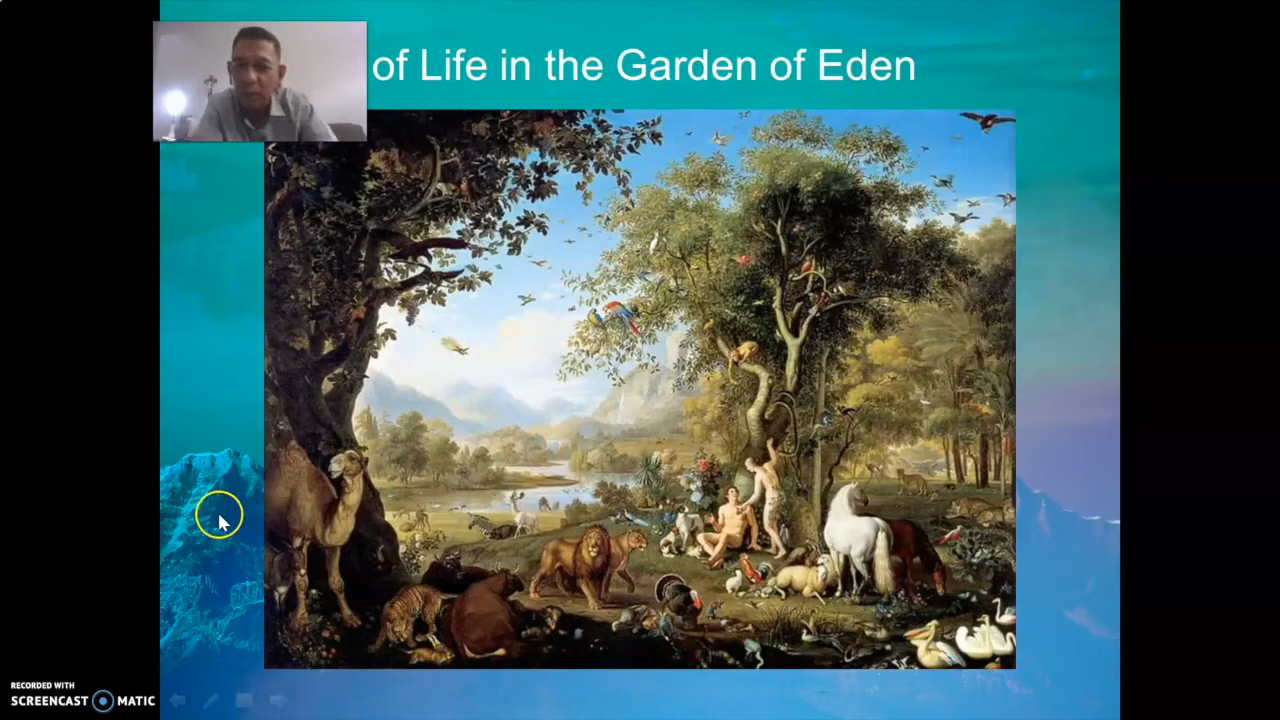 of Life in the Garden of Eden
RECORDED WITH
SCREENCAST MATIC